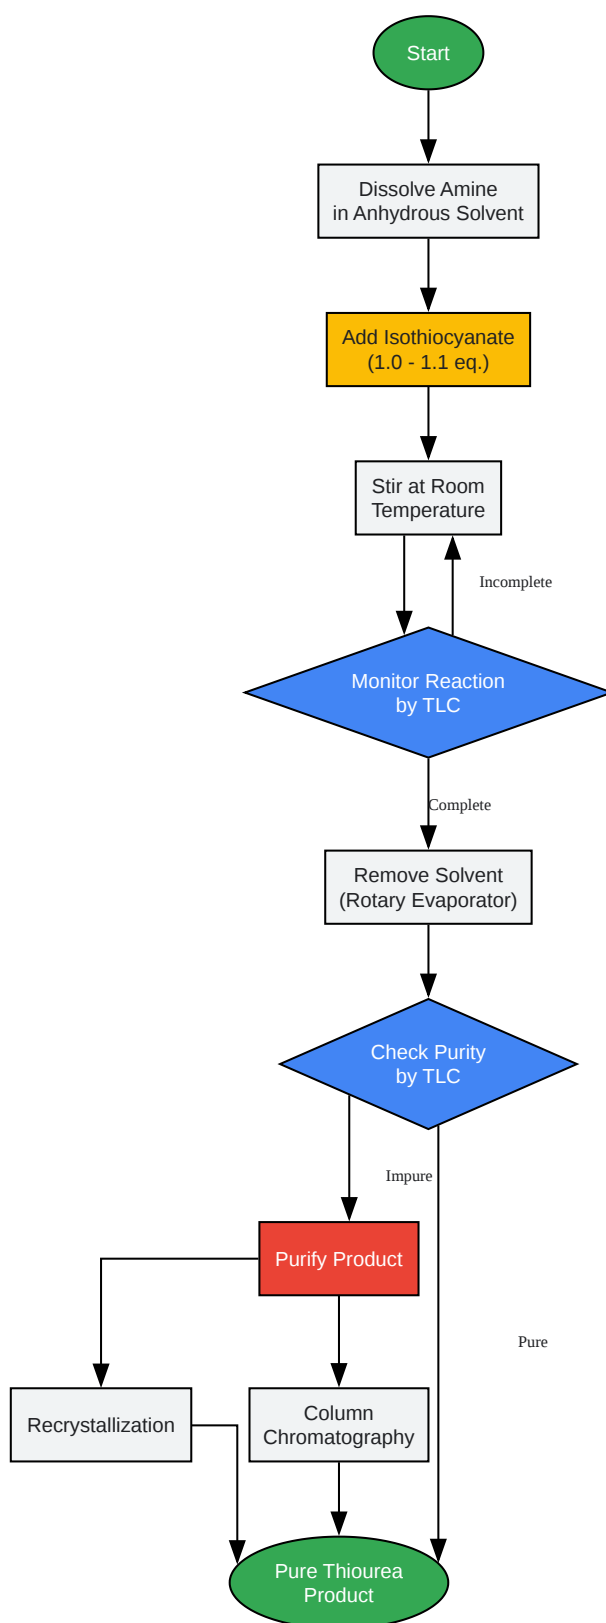 Start
Dissolve Amine
in Anhydrous Solvent
Add Isothiocyanate
(1.0 - 1.1 eq.)
Stir at Room
Temperature
Incomplete
Monitor Reaction
by TLC
Complete
Remove Solvent
(Rotary Evaporator)
Check Purity
by TLC
Impure
Purify Product
Pure
Recrystallization
Column
Chromatography
Pure Thiourea
Product